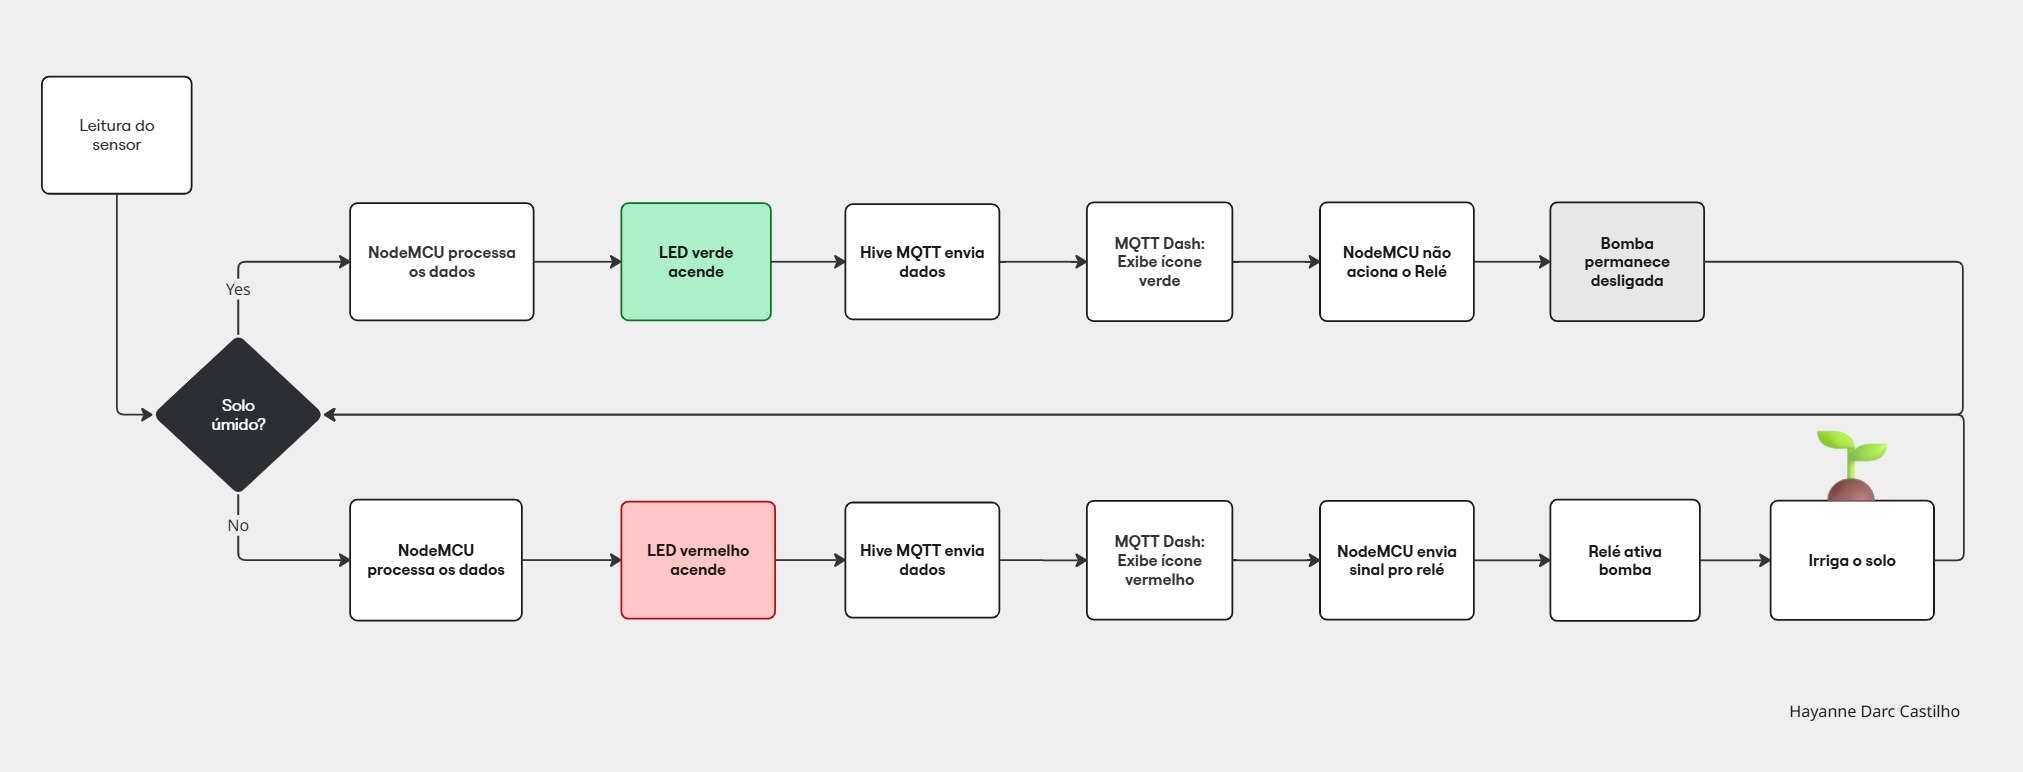 Leitura do
sensor
Yes
NodeMCU processa
os dados
LED verde
acende
Hive MQTT envia
dados
MQTT Dash:
Exibe ícone
verde
NodeMCU não
aciona o Relé
Bomba
permanece
desligada
Solo
úmido?
No
NodeMCU
processa os dados
LED vermelho
acende
Hive MQTT envia
dados
MQTT Dash:
Exibe ícone
vermelho
NodeMCU envia
sinal pro relé
Relé ativa
bomba
Irriga o solo
Hayanne Darc Castilho